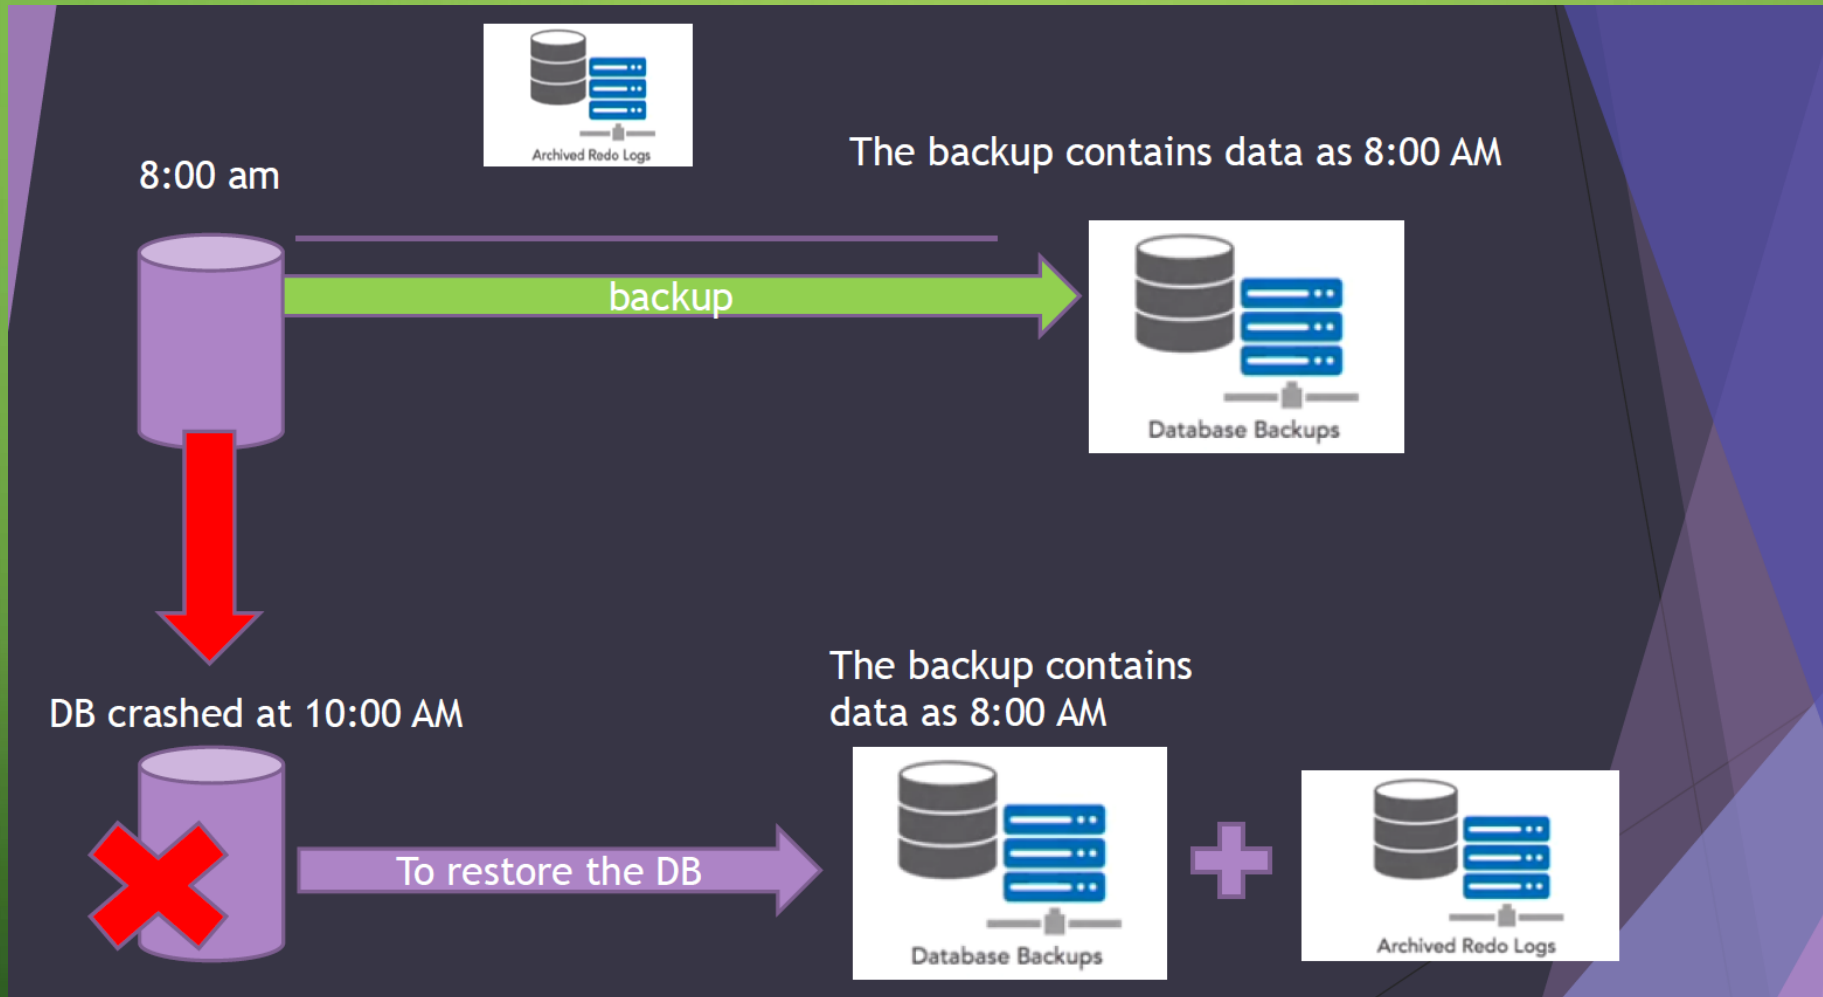 Archived Redo Logs
8:00 am
The backup contains data as 8:00 AM
backup
Database Backups
DB crashed at 10:00 AM
The backup contains
data as 8:00 AM
To restore the DB
Database Backups
Archived Redo Logs